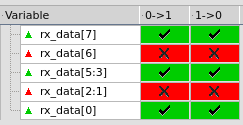 Variable 0->1 1->0
rx_data[7]
rx_data[6]
rx_data[5:3]
rx_data[2:1]
rx_data[0]